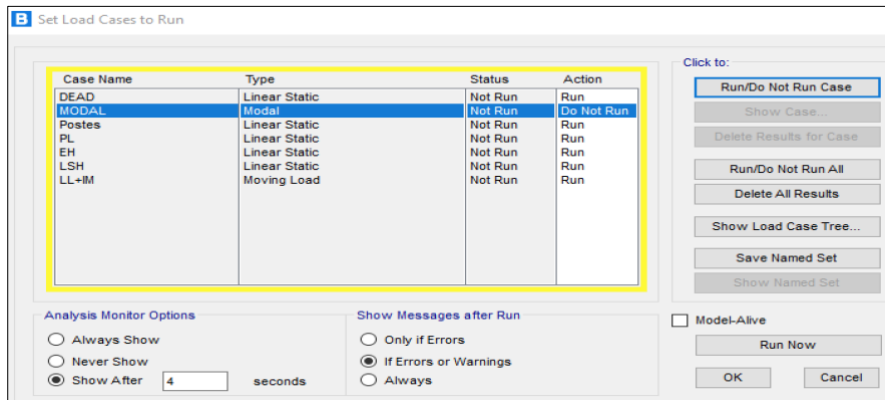 B Set Load Cases to Run
Click to:
Case Name Type Status Action
DEAD Linear Static Not Run Run
MODAL Modal Not Run Do Not Run
Postes Linear Static Not Run Run
PL Linear Static Not Run Run
EH Linear Static Not Run Run
LSH Linear Static Not Run Run
LL+IM Moving Load Not Run Run
Run/Do Not Run Case
Show Case...
Delete Results for Case
Run/Do Not Run All
Delete All Results
Show Load Case Tree...
Save Named Set
Show Named Set
Analysis Monitor Options
Always Show
Never Show
Show After 4 seconds
Show Messages after Run
Only if Errors
If Errors or Warnings
Always
Model-Alive
Run Now
OK Cancel